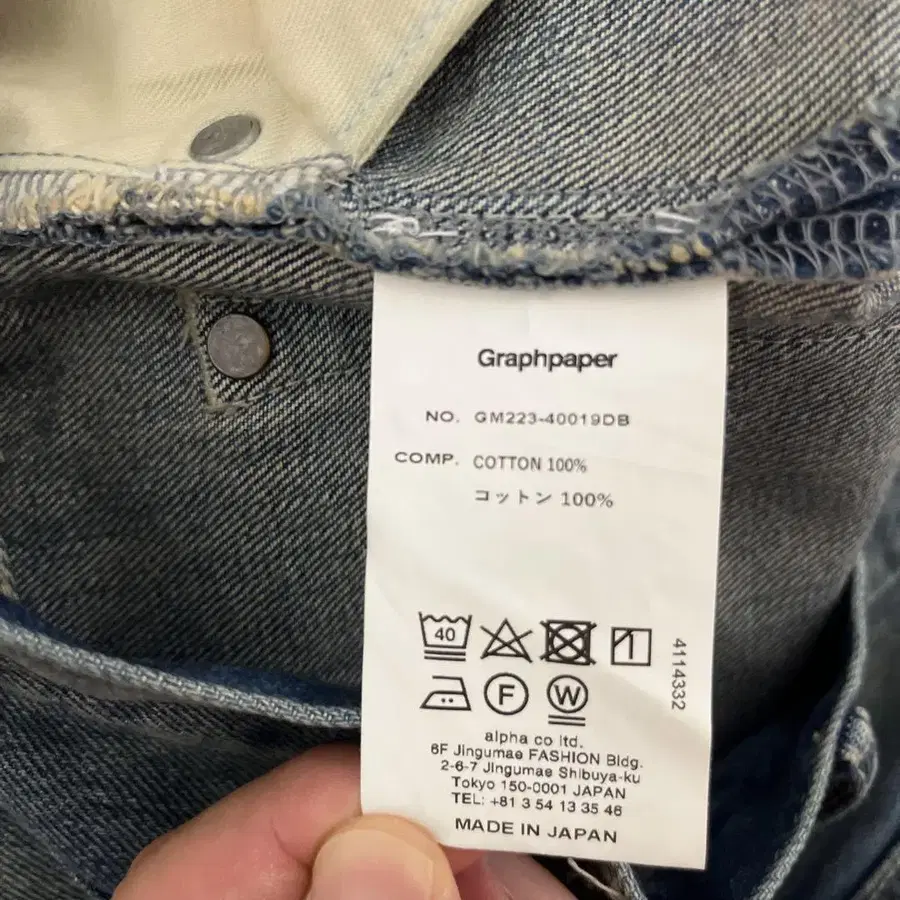 Graphpaper
NO. GM223-40019DB
COMP. COTTON 100%
コットン 100%
40
F W
4114332
alpha co ltd.
6F Jingumae FASHION Bldg.
2-6-7 Jingumae Shibuya-ku
Tokyo 150-0001 JAPAN
TEL: +81 3 54 13 35 46
MADE IN JAPAN